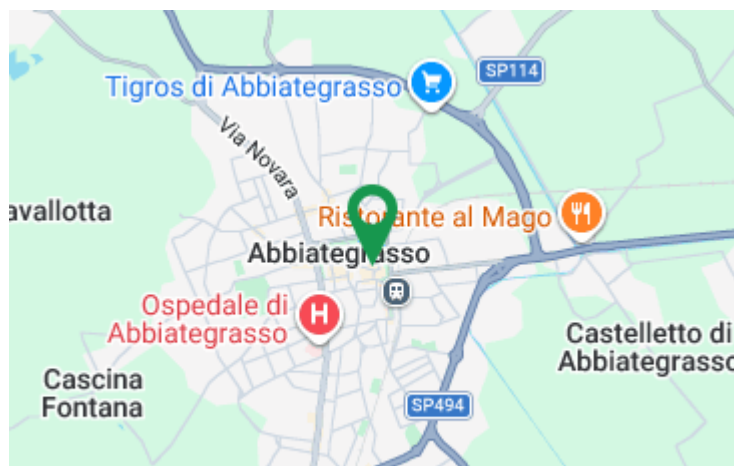 SP114
Tigros di Abbiategrasso
Via Novara
avallotta
Ristorante al Mago
Abbiategrasso
Ospedale di
Abbiategrasso
H
Castelletto di
Abbiategrasso
Cascina
Fontana
SP494